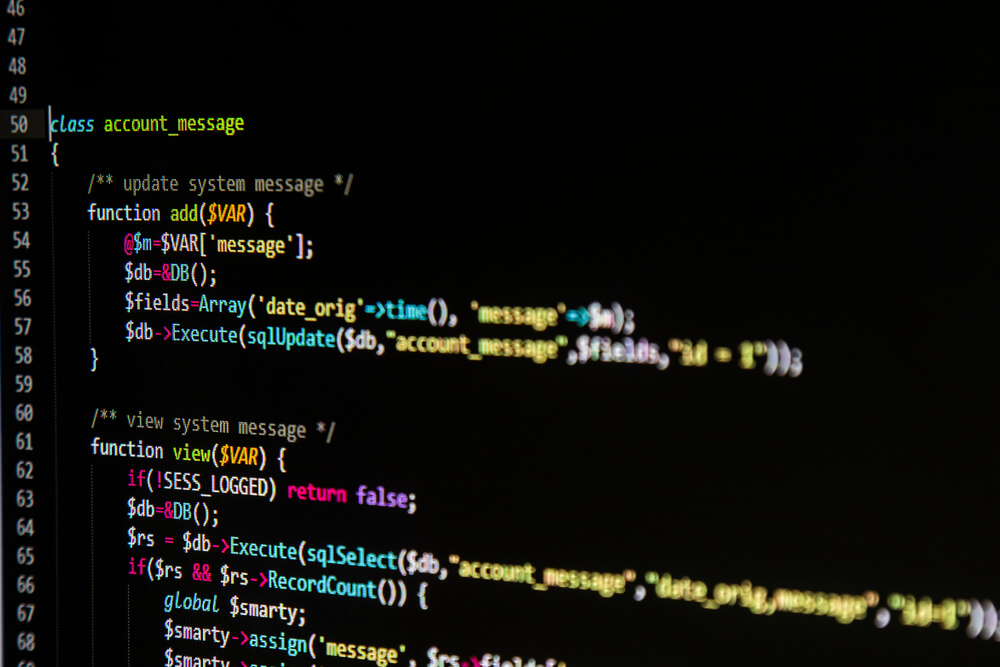 46
47
48
49
50 class account_message
51 {
52 /** update system message */
53 function add($VAR) {
54 @$m=$VAR['message'];
55 $db=&DB();
56 $fields=Array('date_orig'=>time(), 'message'=>$m);
57 $db->Execute(sqlUpdate($db,"account_message",$fields,"id = 1"));
58 }
59
60 /** view system message */
61 function view($VAR) {
62 if(!SESS_LOGGED) return false;
63 $db=&DB();
64 $rs = $db->Execute(sqlSelect($db,"account_message","date_orig,message","id=1"));
65 if($rs && $rs->RecordCount()) {
66 global $smarty;
67 $smarty->assign('message', $rs->fields['
68 $smarty->